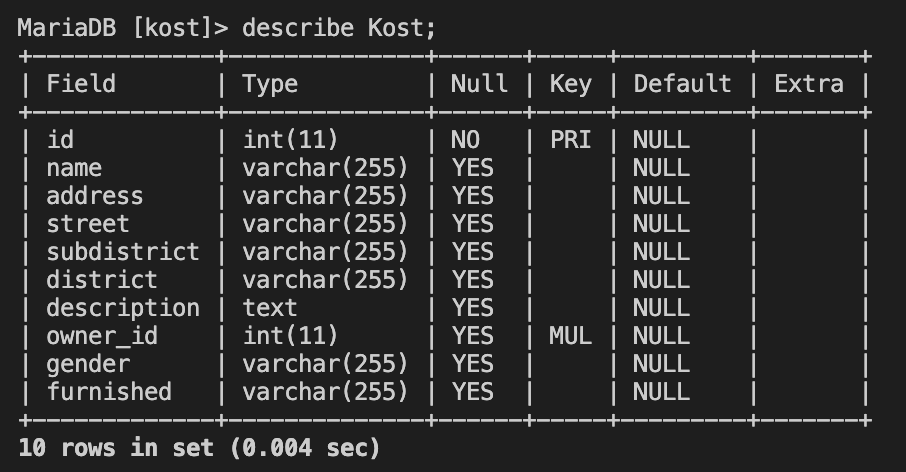 MariaDB [kost]> describe Kost;
+-------------+--------------+------+-----+---------+-------+
| Field       | Type         | Null | Key | Default | Extra |
+-------------+--------------+------+-----+---------+-------+
| id          | int(11)      | NO   | PRI | NULL    |       |
| name        | varchar(255) | YES  |     | NULL    |       |
| address     | varchar(255) | YES  |     | NULL    |       |
| street      | varchar(255) | YES  |     | NULL    |       |
| subdistrict | varchar(255) | YES  |     | NULL    |       |
| district    | varchar(255) | YES  |     | NULL    |       |
| description | text         | YES  |     | NULL    |       |
| owner_id    | int(11)      | YES  | MUL | NULL    |       |
| gender      | varchar(255) | YES  |     | NULL    |       |
| furnished   | varchar(255) | YES  |     | NULL    |       |
+-------------+--------------+------+-----+---------+-------+
10 rows in set (0.004 sec)